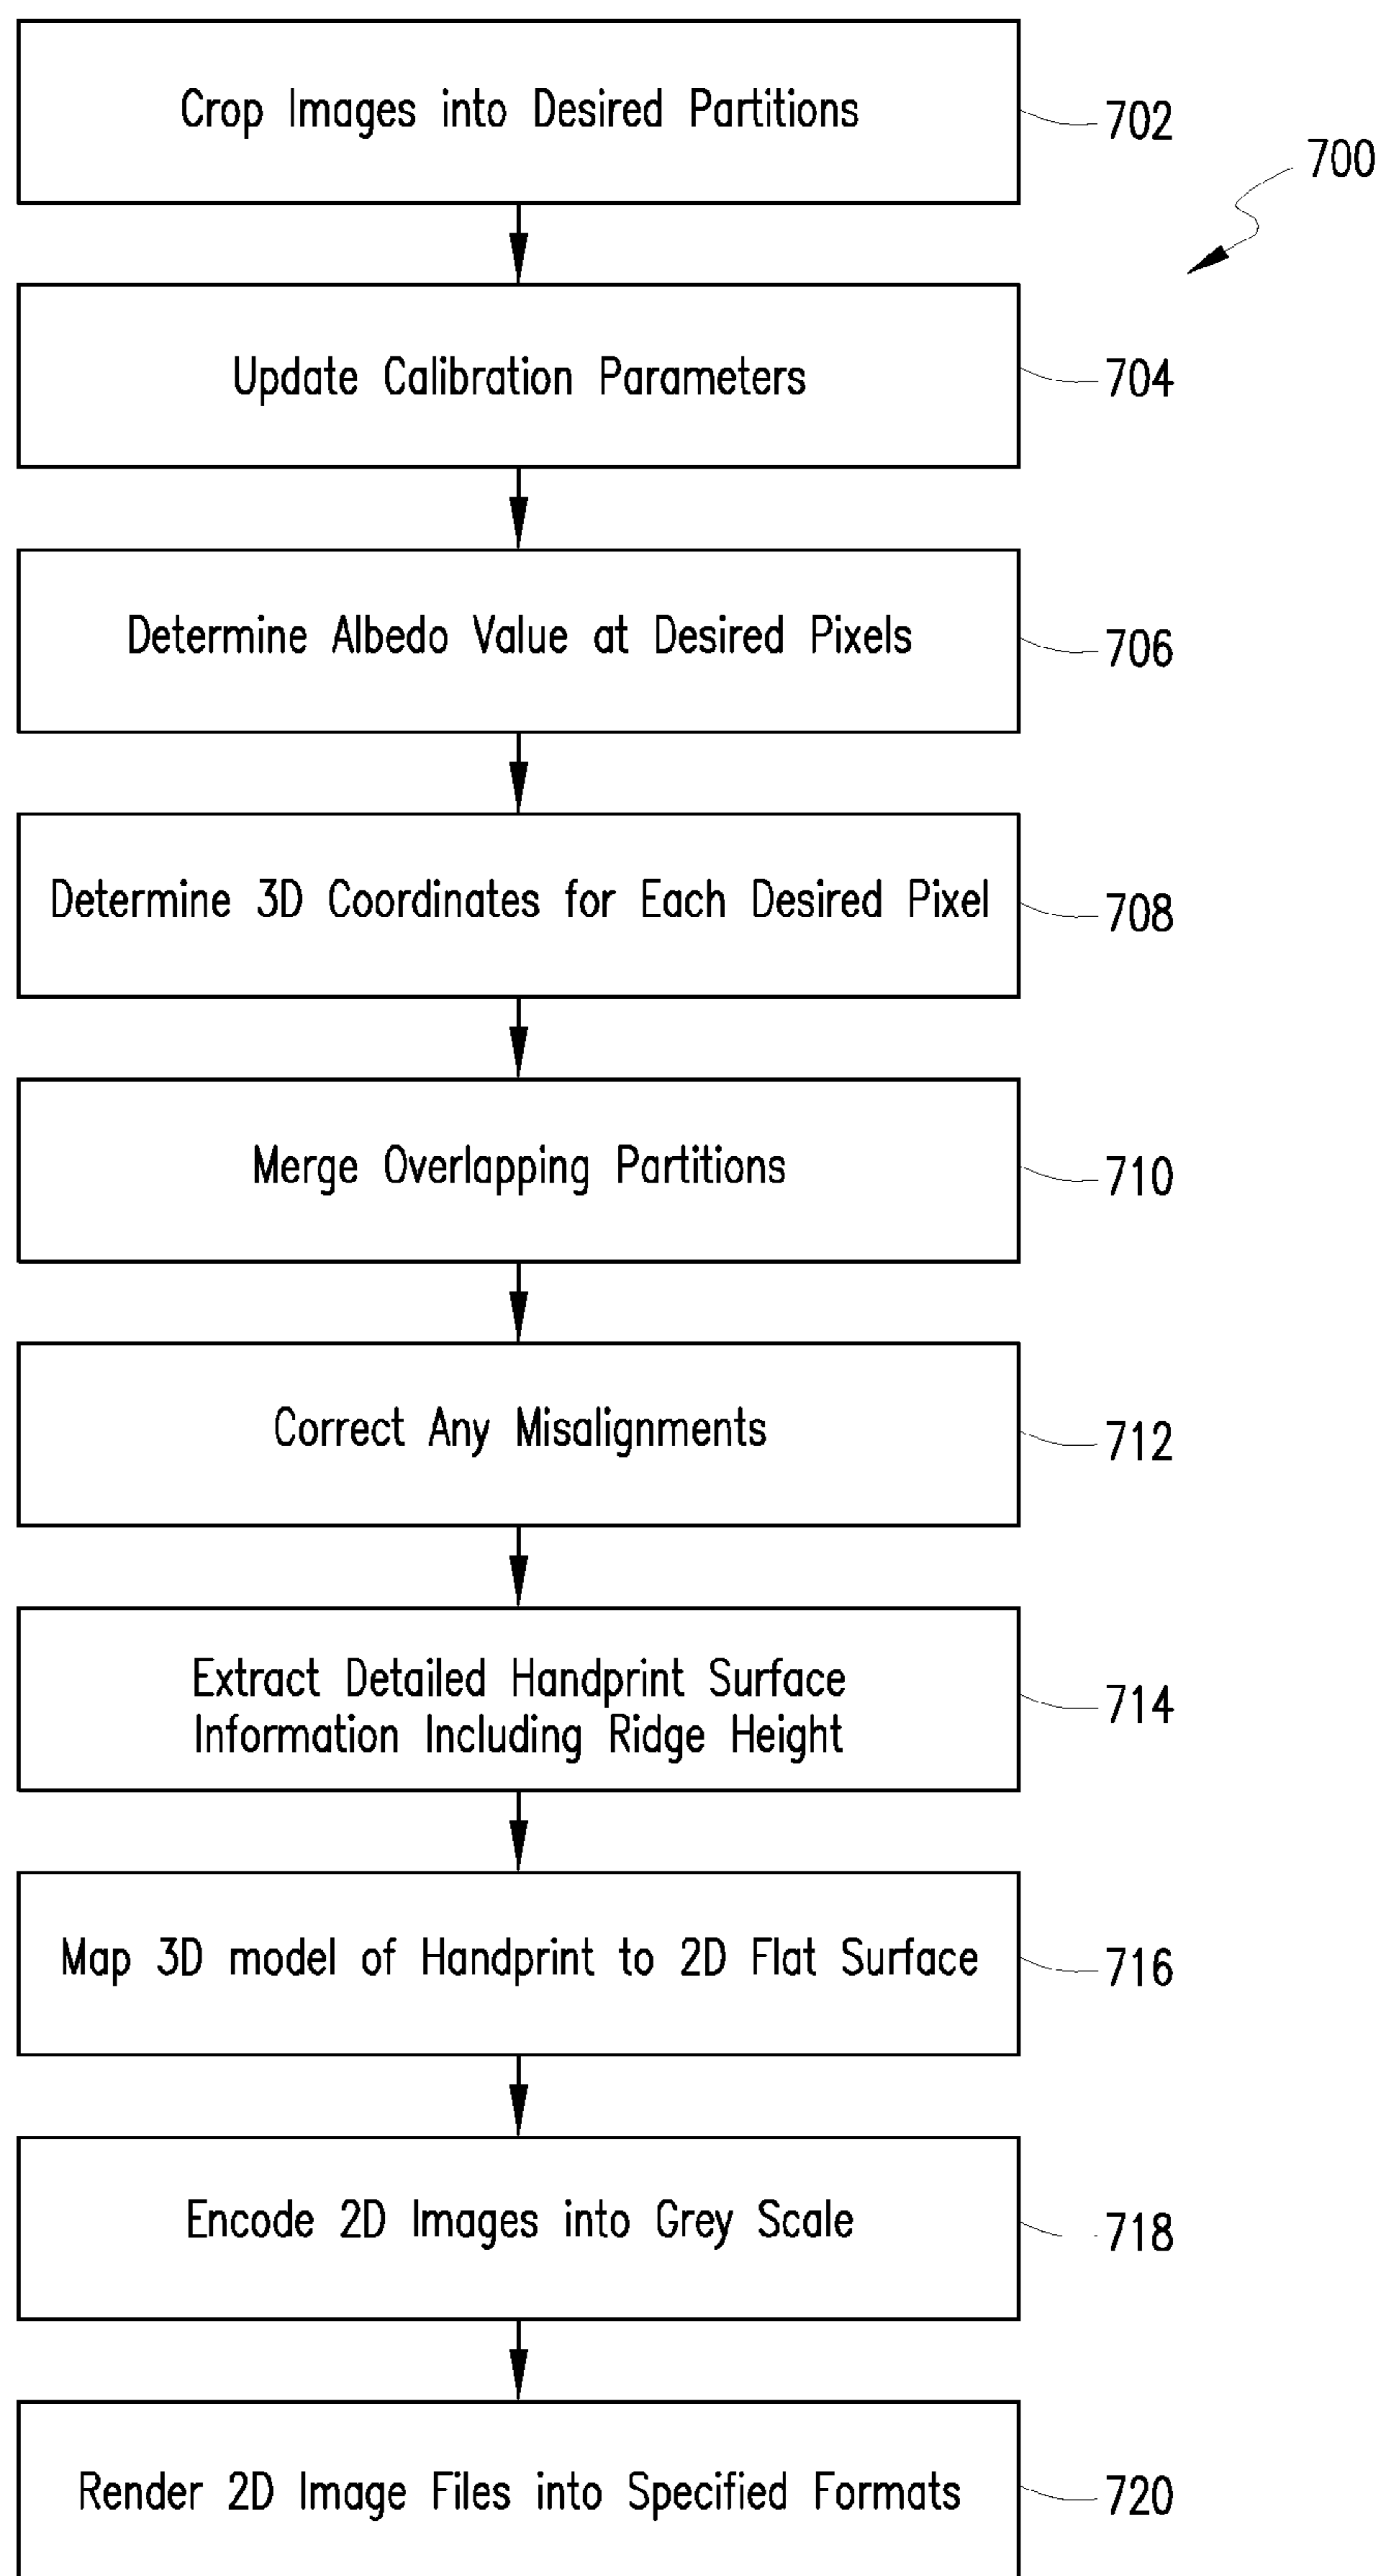 Crop Images into Desired Partitions
702
700
Update Calibration Parameters
704
Determine Albedo Value at Desired Pixels
706
Determine 3D Coordinates for Each Desired Pixel
708
Merge Overlapping Partitions
710
Correct Any Misalignments
712
Extract Detailed Handprint Surface
Information Including Ridge Height
714
Map 3D model of Handprint to 2D Flat Surface
716
Encode 2D Images into Grey Scale
718
Render 2D Image Files into Specified Formats
720